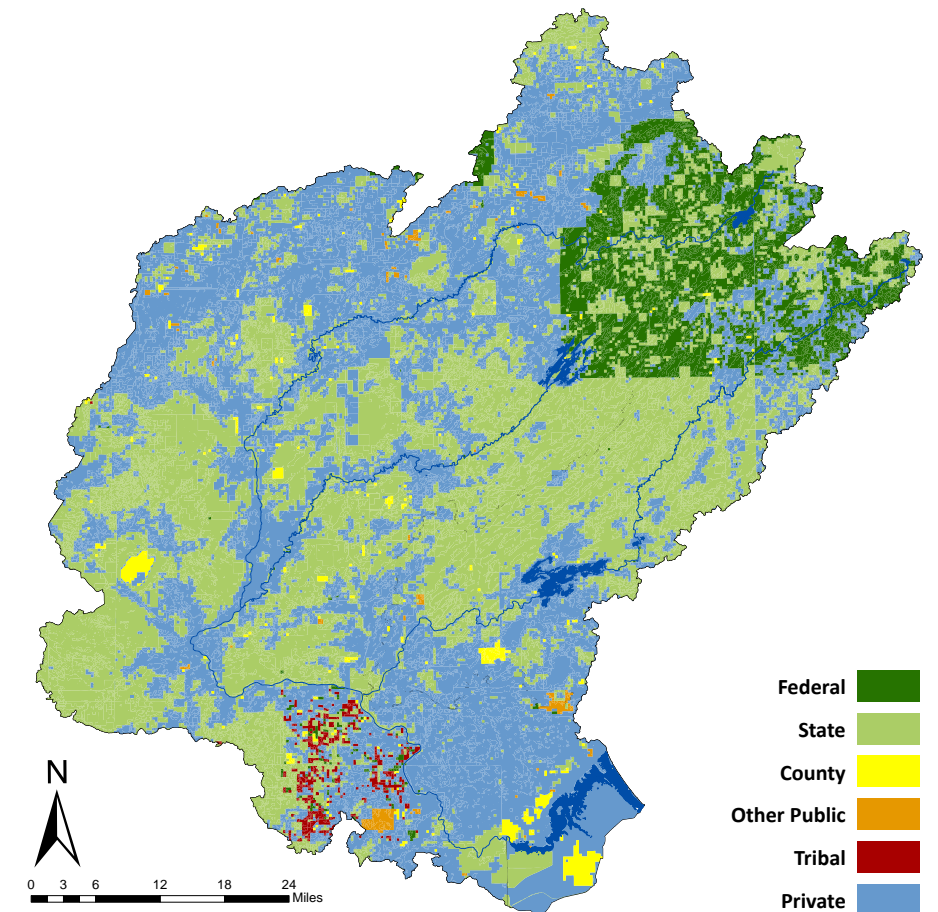 Federal
State
County
Other Public
Tribal
Private
N
0 3 6 12 18 24
Miles